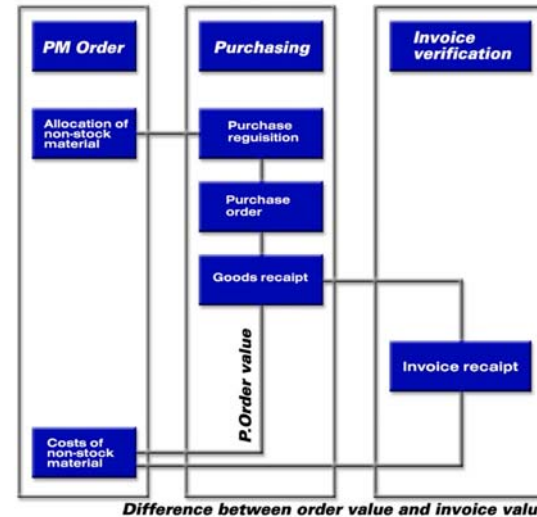 PM Order
Purchasing
Invoice
verification
Allocation of
non-stock
material
Purchase
reguisition
Purchase
order
Goods recaipt
P.Order value
Invoice recaipt
Costs of
non-stock
material
Difference between order value and invoice valu